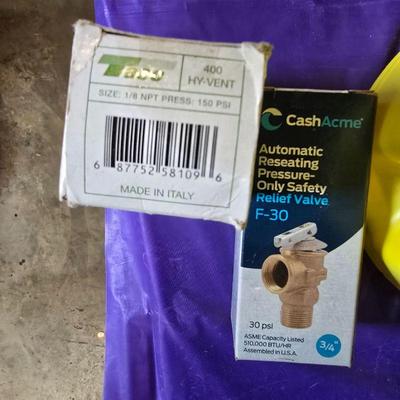 Taco
400
HY-VENT
SIZE: 1/8 NPT PRESS: 150 PSI
6 87752 58109 6
MADE IN ITALY
CashAcme®
Automatic
Reseating
Pressure-
Only Safety
Relief Valve
F-30
30 psi
ASME Capacity Listed
510,000 BTU/HR
Assembled in U.S.A.
3/4"